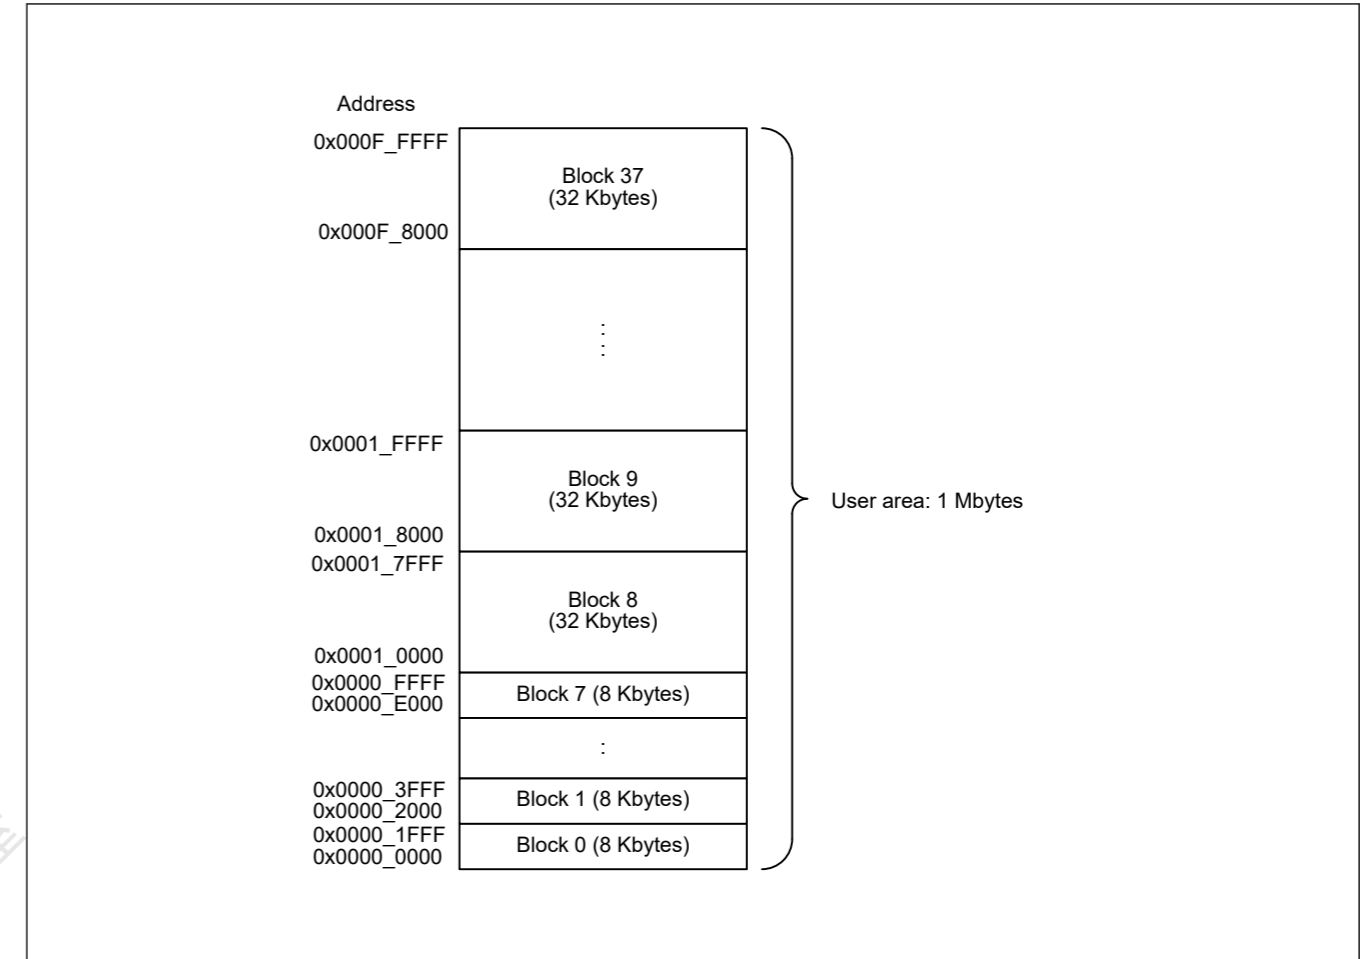 Address
0x000F_FFFF
Block 37
(32 Kbytes)
0x000F_8000
:
:
0x0001_FFFF
Block 9
(32 Kbytes)
User area: 1 Mbytes
0x0001_8000
0x0001_7FFF
Block 8
(32 Kbytes)
0x0001_0000
0x0000_FFFF
Block 7 (8 Kbytes)
0x0000_E000
:
0x0000_3FFF
Block 1 (8 Kbytes)
0x0000_2000
0x0000_1FFF
Block 0 (8 Kbytes)
0x0000_0000